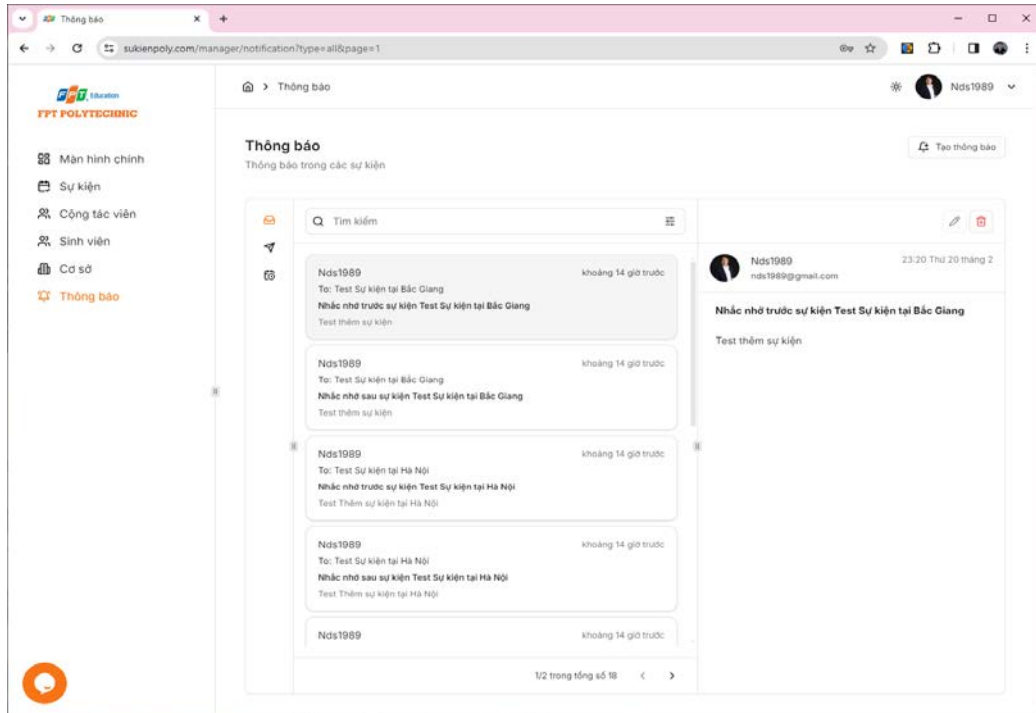 Thông báo
sukienpoly.com/manager/notification?type=all&page=1
FPT Education
FPT POLYTECHNIC
Thông báo
Nds1989
Màn hình chính
Sự kiện
Cộng tác viên
Sinh viên
Cơ sở
Thông báo
Thông báo
Thông báo trong các sự kiện
Tạo thông báo
Tìm kiếm
Nds1989 khoảng 14 giờ trước
To: Test Sự kiện tại Bắc Giang
Nhắc nhở trước sự kiện Test Sự kiện tại Bắc Giang
Test thêm sự kiện
Nds1989 khoảng 14 giờ trước
To: Test Sự kiện tại Bắc Giang
Nhắc nhở sau sự kiện Test Sự kiện tại Bắc Giang
Test thêm sự kiện
Nds1989 khoảng 14 giờ trước
To: Test Sự kiện tại Hà Nội
Nhắc nhở trước sự kiện Test Sự kiện tại Hà Nội
Test Thêm sự kiện tại Hà Nội
Nds1989 khoảng 14 giờ trước
To: Test Sự kiện tại Hà Nội
Nhắc nhở sau sự kiện Test Sự kiện tại Hà Nội
Test Thêm sự kiện tại Hà Nội
Nds1989 khoảng 14 giờ trước
1/2 trong tổng số 18
Nds1989 23:20 Thứ 20 tháng 2
nds1989@gmail.com
Nhắc nhở trước sự kiện Test Sự kiện tại Bắc Giang
Test thêm sự kiện